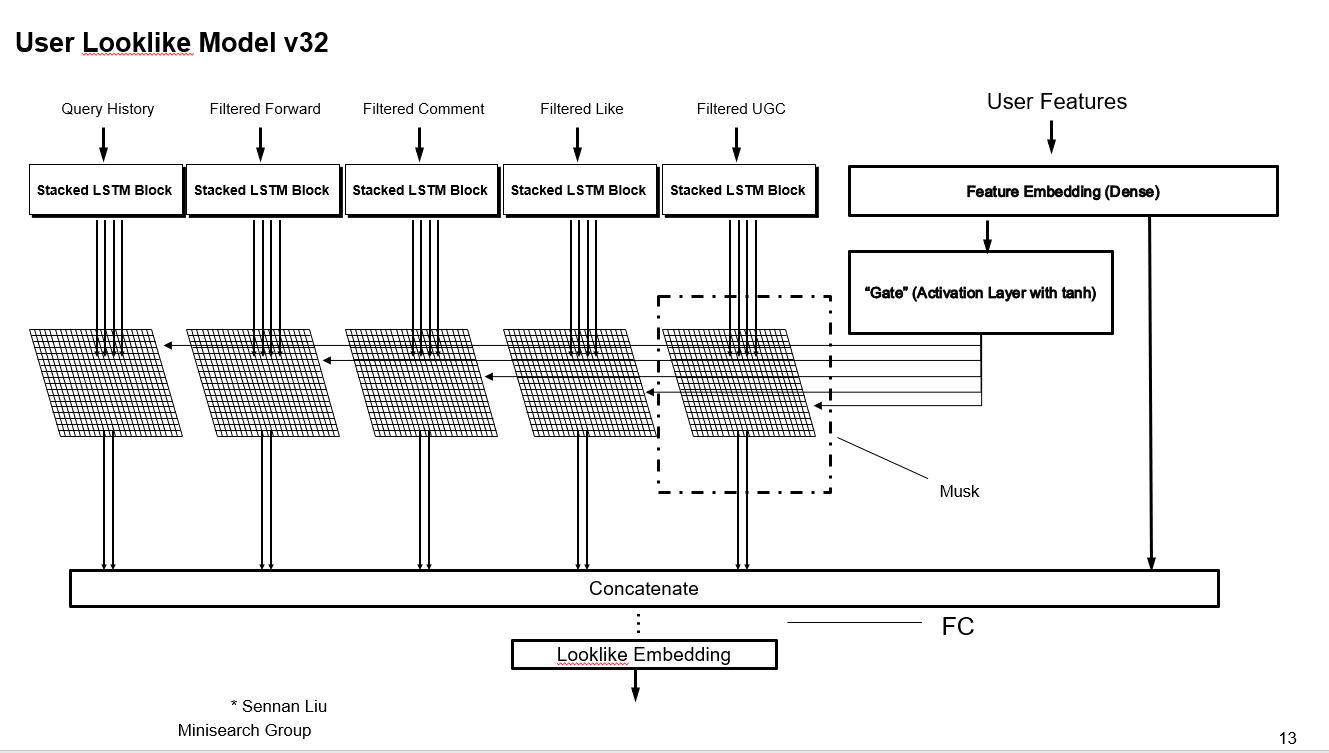 User Looklike Model v32
Query History
Filtered Forward
Filtered Comment
Filtered Like
Filtered UGC
User Features
Stacked LSTM Block
Stacked LSTM Block
Stacked LSTM Block
Stacked LSTM Block
Stacked LSTM Block
Feature Embedding (Dense)
“Gate” (Activation Layer with tanh)
Musk
Concatenate
FC
Looklike Embedding
* Sennan Liu
Minisearch Group
13